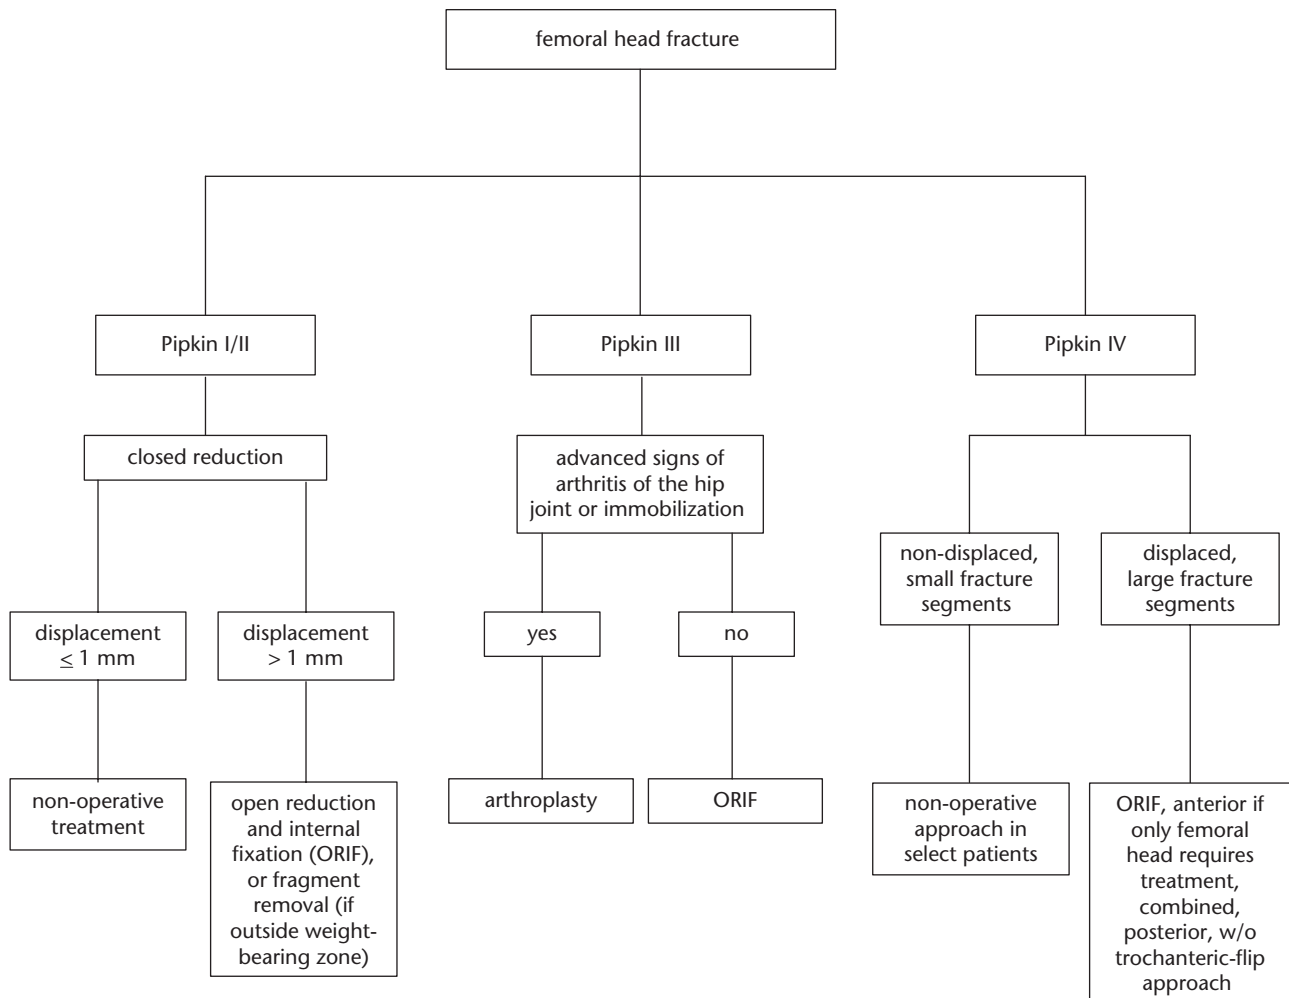 femoral head fracture
Pipkin I/II
Pipkin III
Pipkin IV
closed reduction
advanced signs of
arthritis of the hip
joint or immobilization
non-displaced,
small fracture
segments
displaced,
large fracture
segments
displacement
≤ 1 mm
displacement
> 1 mm
yes
no
non-operative
treatment
open reduction
and internal
fixation (ORIF),
or fragment
removal (if
outside weight-
bearing zone)
arthroplasty
ORIF
non-operative
approach in
select patients
ORIF, anterior if
only femoral
head requires
treatment,
combined,
posterior, w/o
trochanteric-flip
approach